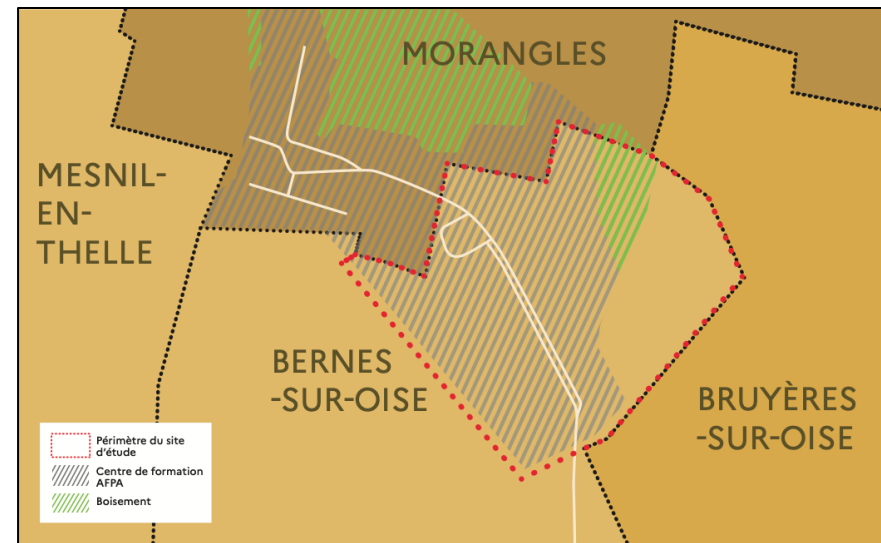 MORANGLES
MESNIL-
EN-
THELLE
BERNES
-SUR-OISE
BRUYÈRES
-SUR-OISE
Périmètre du site
d'étude
Centre de formation
AFPA
Boisement